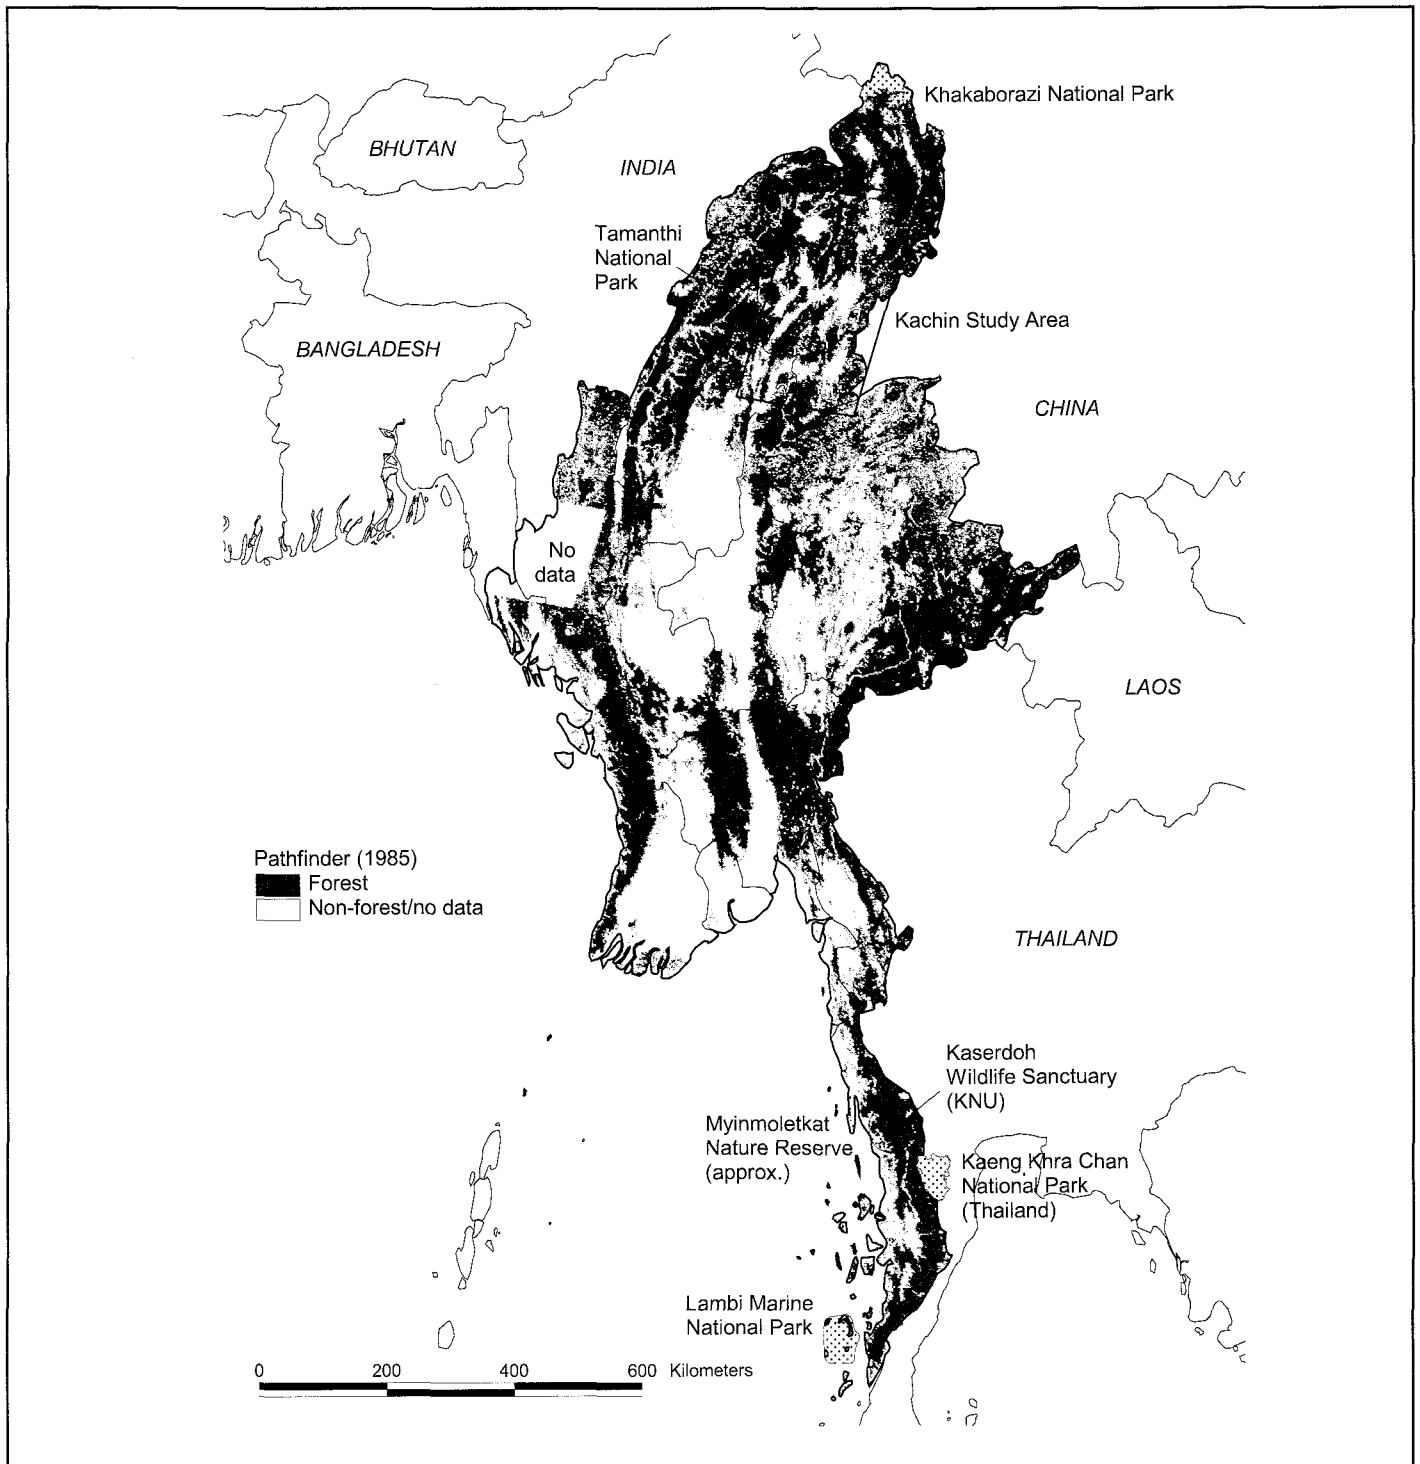 Khakaborazi National Park
BHUTAN
INDIA
Tamanthi
National
Park
Kachin Study Area
BANGLADESH
CHINA
No
data
LAOS
Pathfinder (1985)
Forest
Non-forest/no data
THAILAND
Kaserdoh
Wildlife Sanctuary
(KNU)
Myinmoletkat
Nature Reserve
(approx.)
Kaeng Khra Chan
National Park
(Thailand)
Lambi Marine
National Park
0 200 400 600 Kilometers